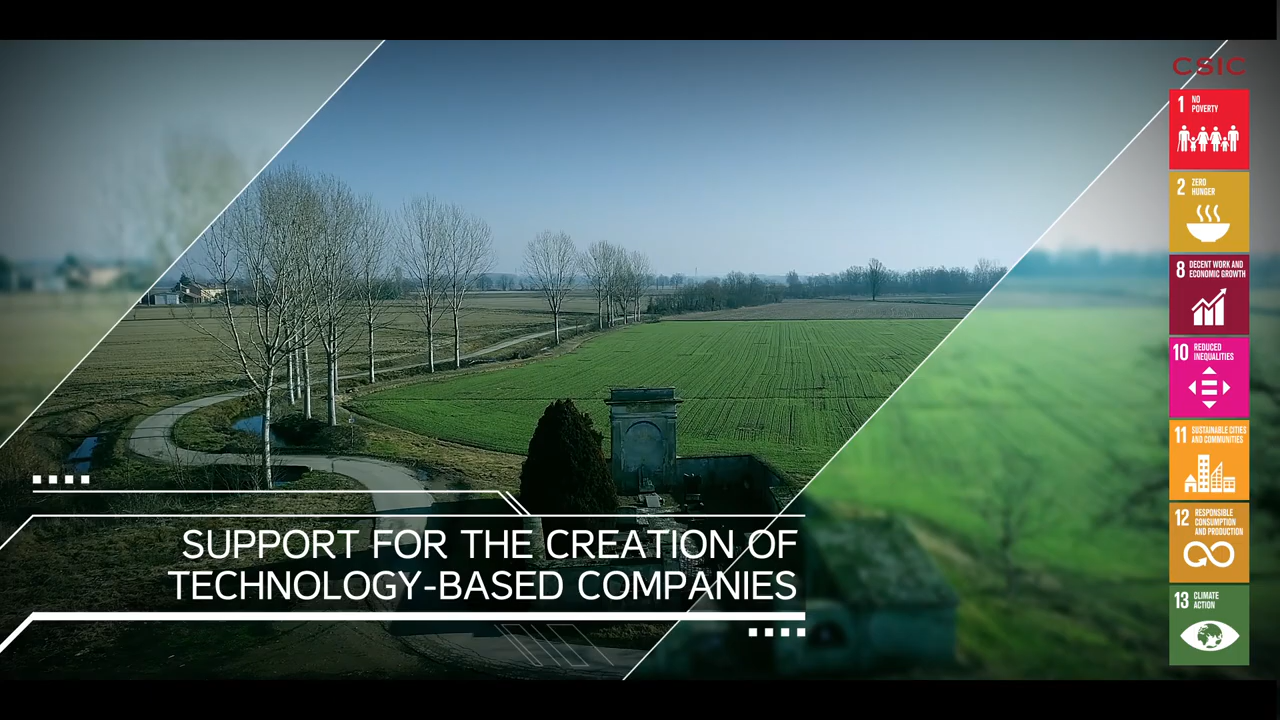 CSIC
1 NO
POVERTY
2 ZERO
HUNGER
8 DECENT WORK AND
ECONOMIC GROWTH
10 REDUCED
INEQUALITIES
11 SUSTAINABLE CITIES
AND COMMUNITIES
12 RESPONSIBLE
CONSUMPTION
AND PRODUCTION
13 CLIMATE
ACTION
SUPPORT FOR THE CREATION OF
TECHNOLOGY-BASED COMPANIES